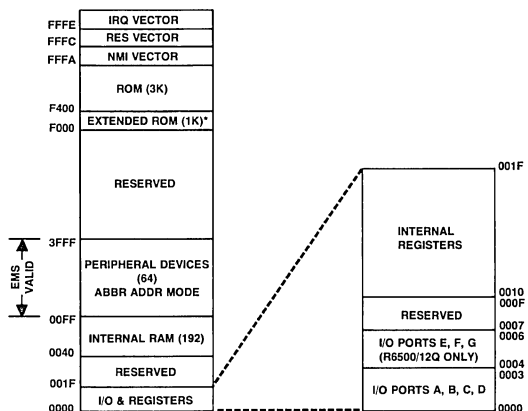 FFFE IRQ VECTOR
FFFC RES VECTOR
FFFA NMI VECTOR
ROM (3K)
F400
EXTENDED ROM (1K)*
F000
RESERVED
3FFF
EMS
VALID
PERIPHERAL DEVICES
(64)
ABBR ADDR MODE
00FF
INTERNAL RAM (192)
0040
RESERVED
001F
I/O & REGISTERS
0000
001F
INTERNAL
REGISTERS
0010
000F
RESERVED
0007
0006
I/O PORTS E, F, G
(R6500/12Q ONLY)
0004
0003
I/O PORTS A, B, C, D
0000